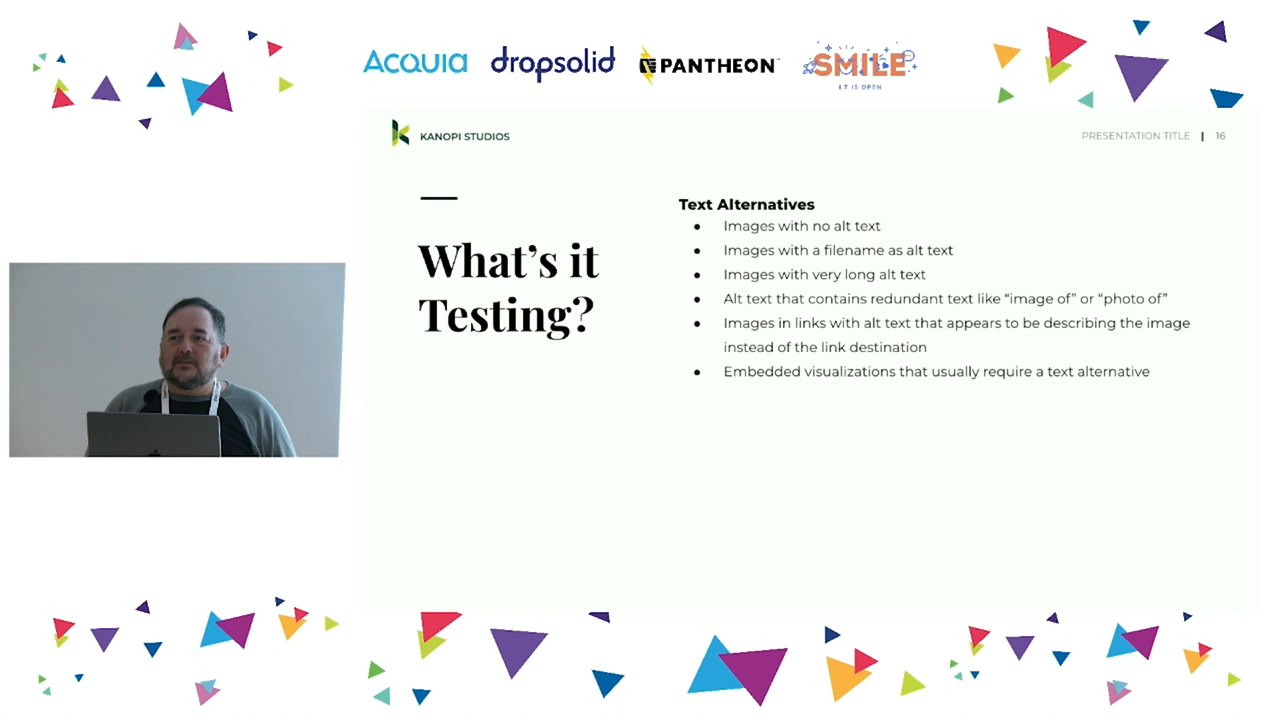 Acquia dropsolid PANTHEON SMILE
IT IS OPEN
KANOPI STUDIOS
PRESENTATION TITLE | 16
What's it
Testing?
Text Alternatives
● Images with no alt text
● Images with a filename as alt text
● Images with very long alt text
● Alt text that contains redundant text like “image of” or “photo of”
● Images in links with alt text that appears to be describing the image
instead of the link destination
● Embedded visualizations that usually require a text alternative